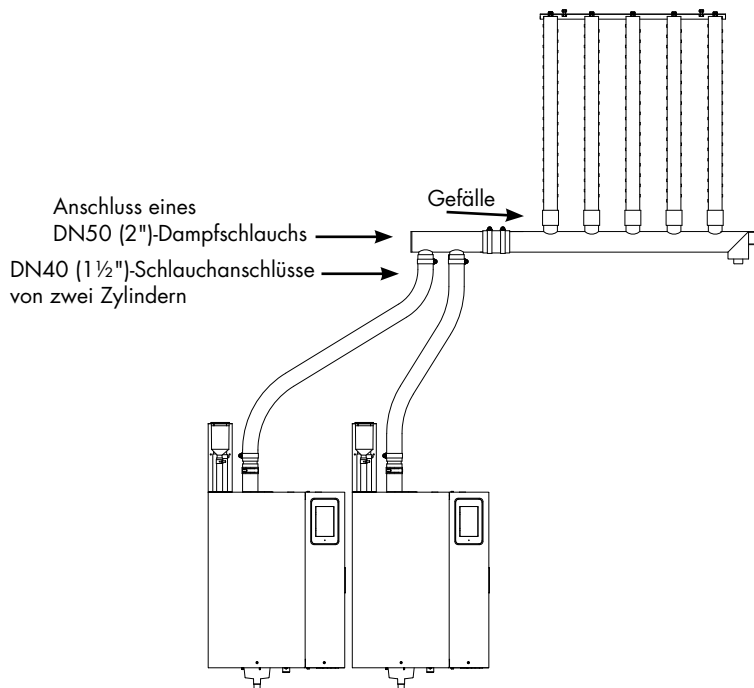 Gefälle
Anschluss eines
DN50 (2")-Dampfschlauchs
DN40 (1½")-Schlauchanschlüsse
von zwei Zylindern